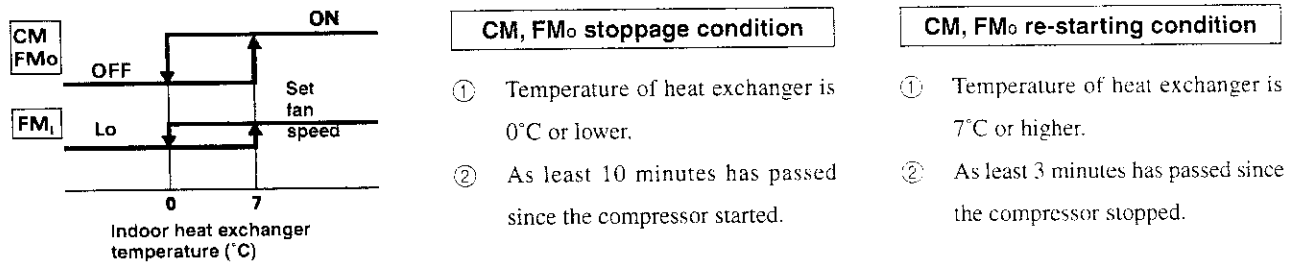 ON
CM
FMo
OFF
Set
fan
speed
FMI
Lo
0 7
Indoor heat exchanger
temperature (°C)
CM, FMo stoppage condition
① Temperature of heat exchanger is
0°C or lower.
② As least 10 minutes has passed
since the compressor started.
CM, FMo re-starting condition
① Temperature of heat exchanger is
7°C or higher.
② As least 3 minutes has passed since
the compressor stopped.